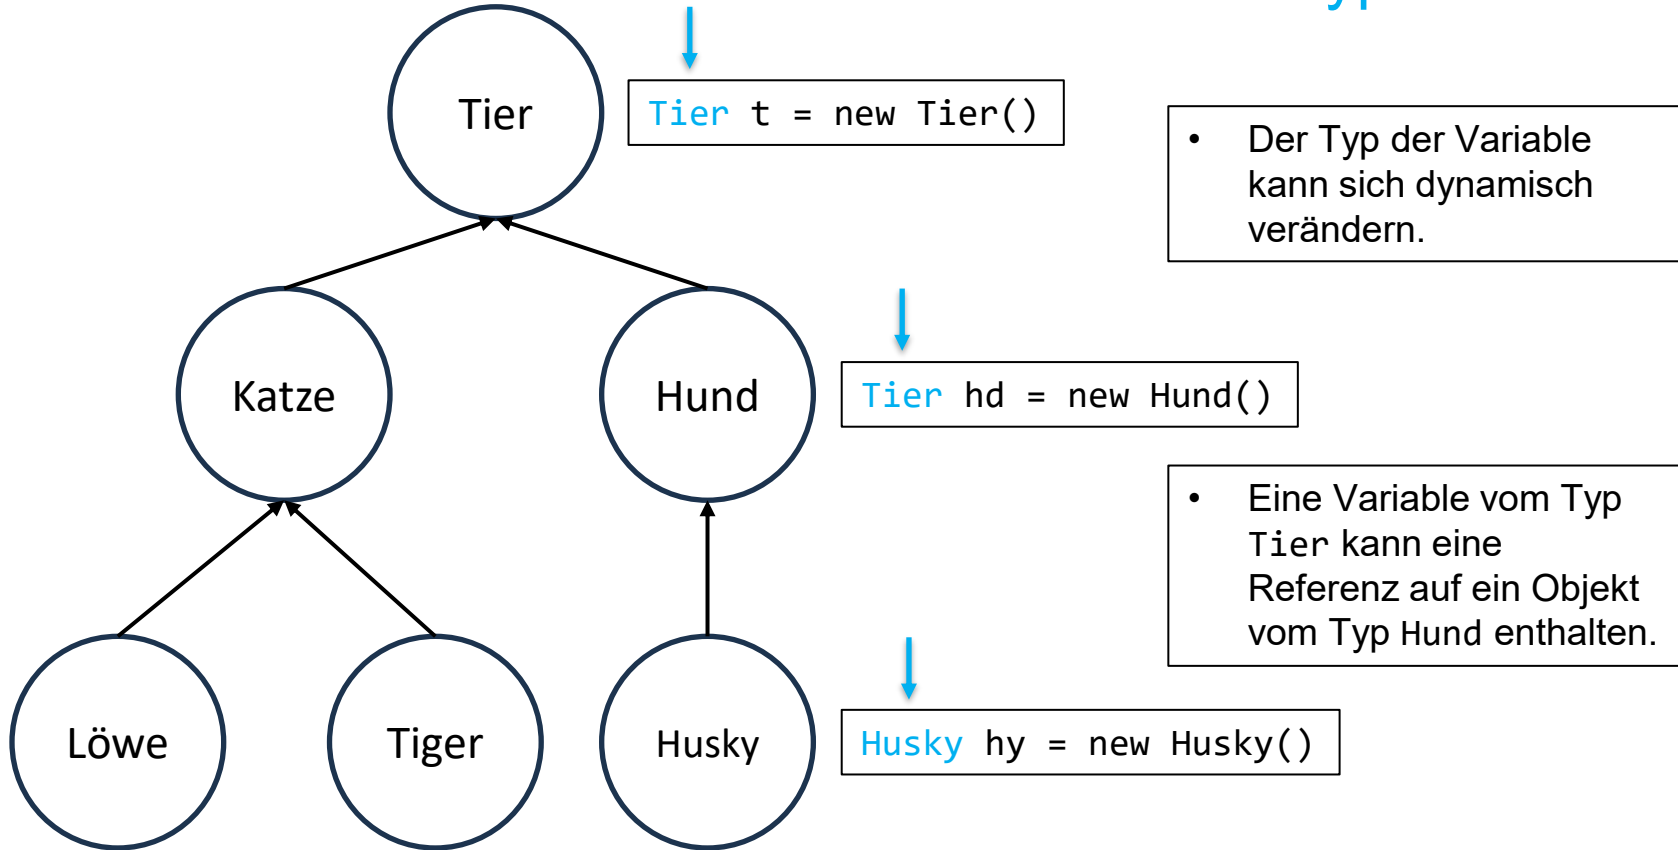 Tier
Tier t = new Tier()
• Der Typ der Variable
kann sich dynamisch
verändern.
Katze
Hund
Tier hd = new Hund()
• Eine Variable vom Typ
Tier kann eine
Referenz auf ein Objekt
vom Typ Hund enthalten.
Löwe
Tiger
Husky
Husky hy = new Husky()